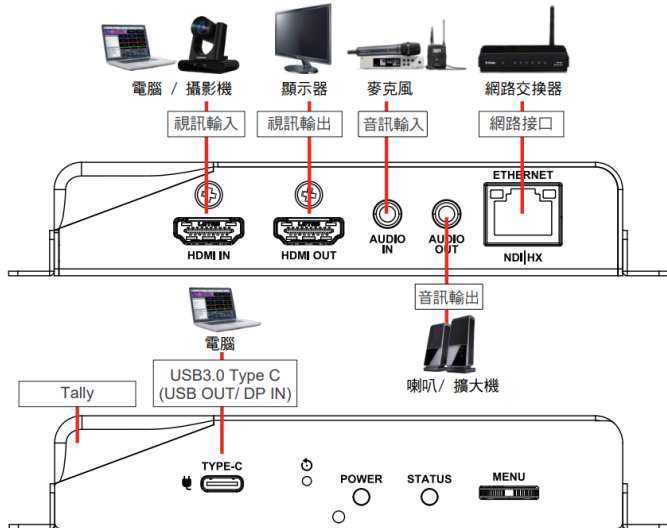 電腦 / 攝影機
顯示器
麥克風
網路交換器
視訊輸入
視訊輸出
音訊輸入
網路接口
ETHERNET
HDMI IN
HDMI OUT
AUDIO IN
AUDIO OUT
NDI|HX
音訊輸出
電腦
喇叭/ 擴大機
Tally
USB3.0 Type C
(USB OUT/ DP IN)
TYPE-C
POWER
STATUS
MENU